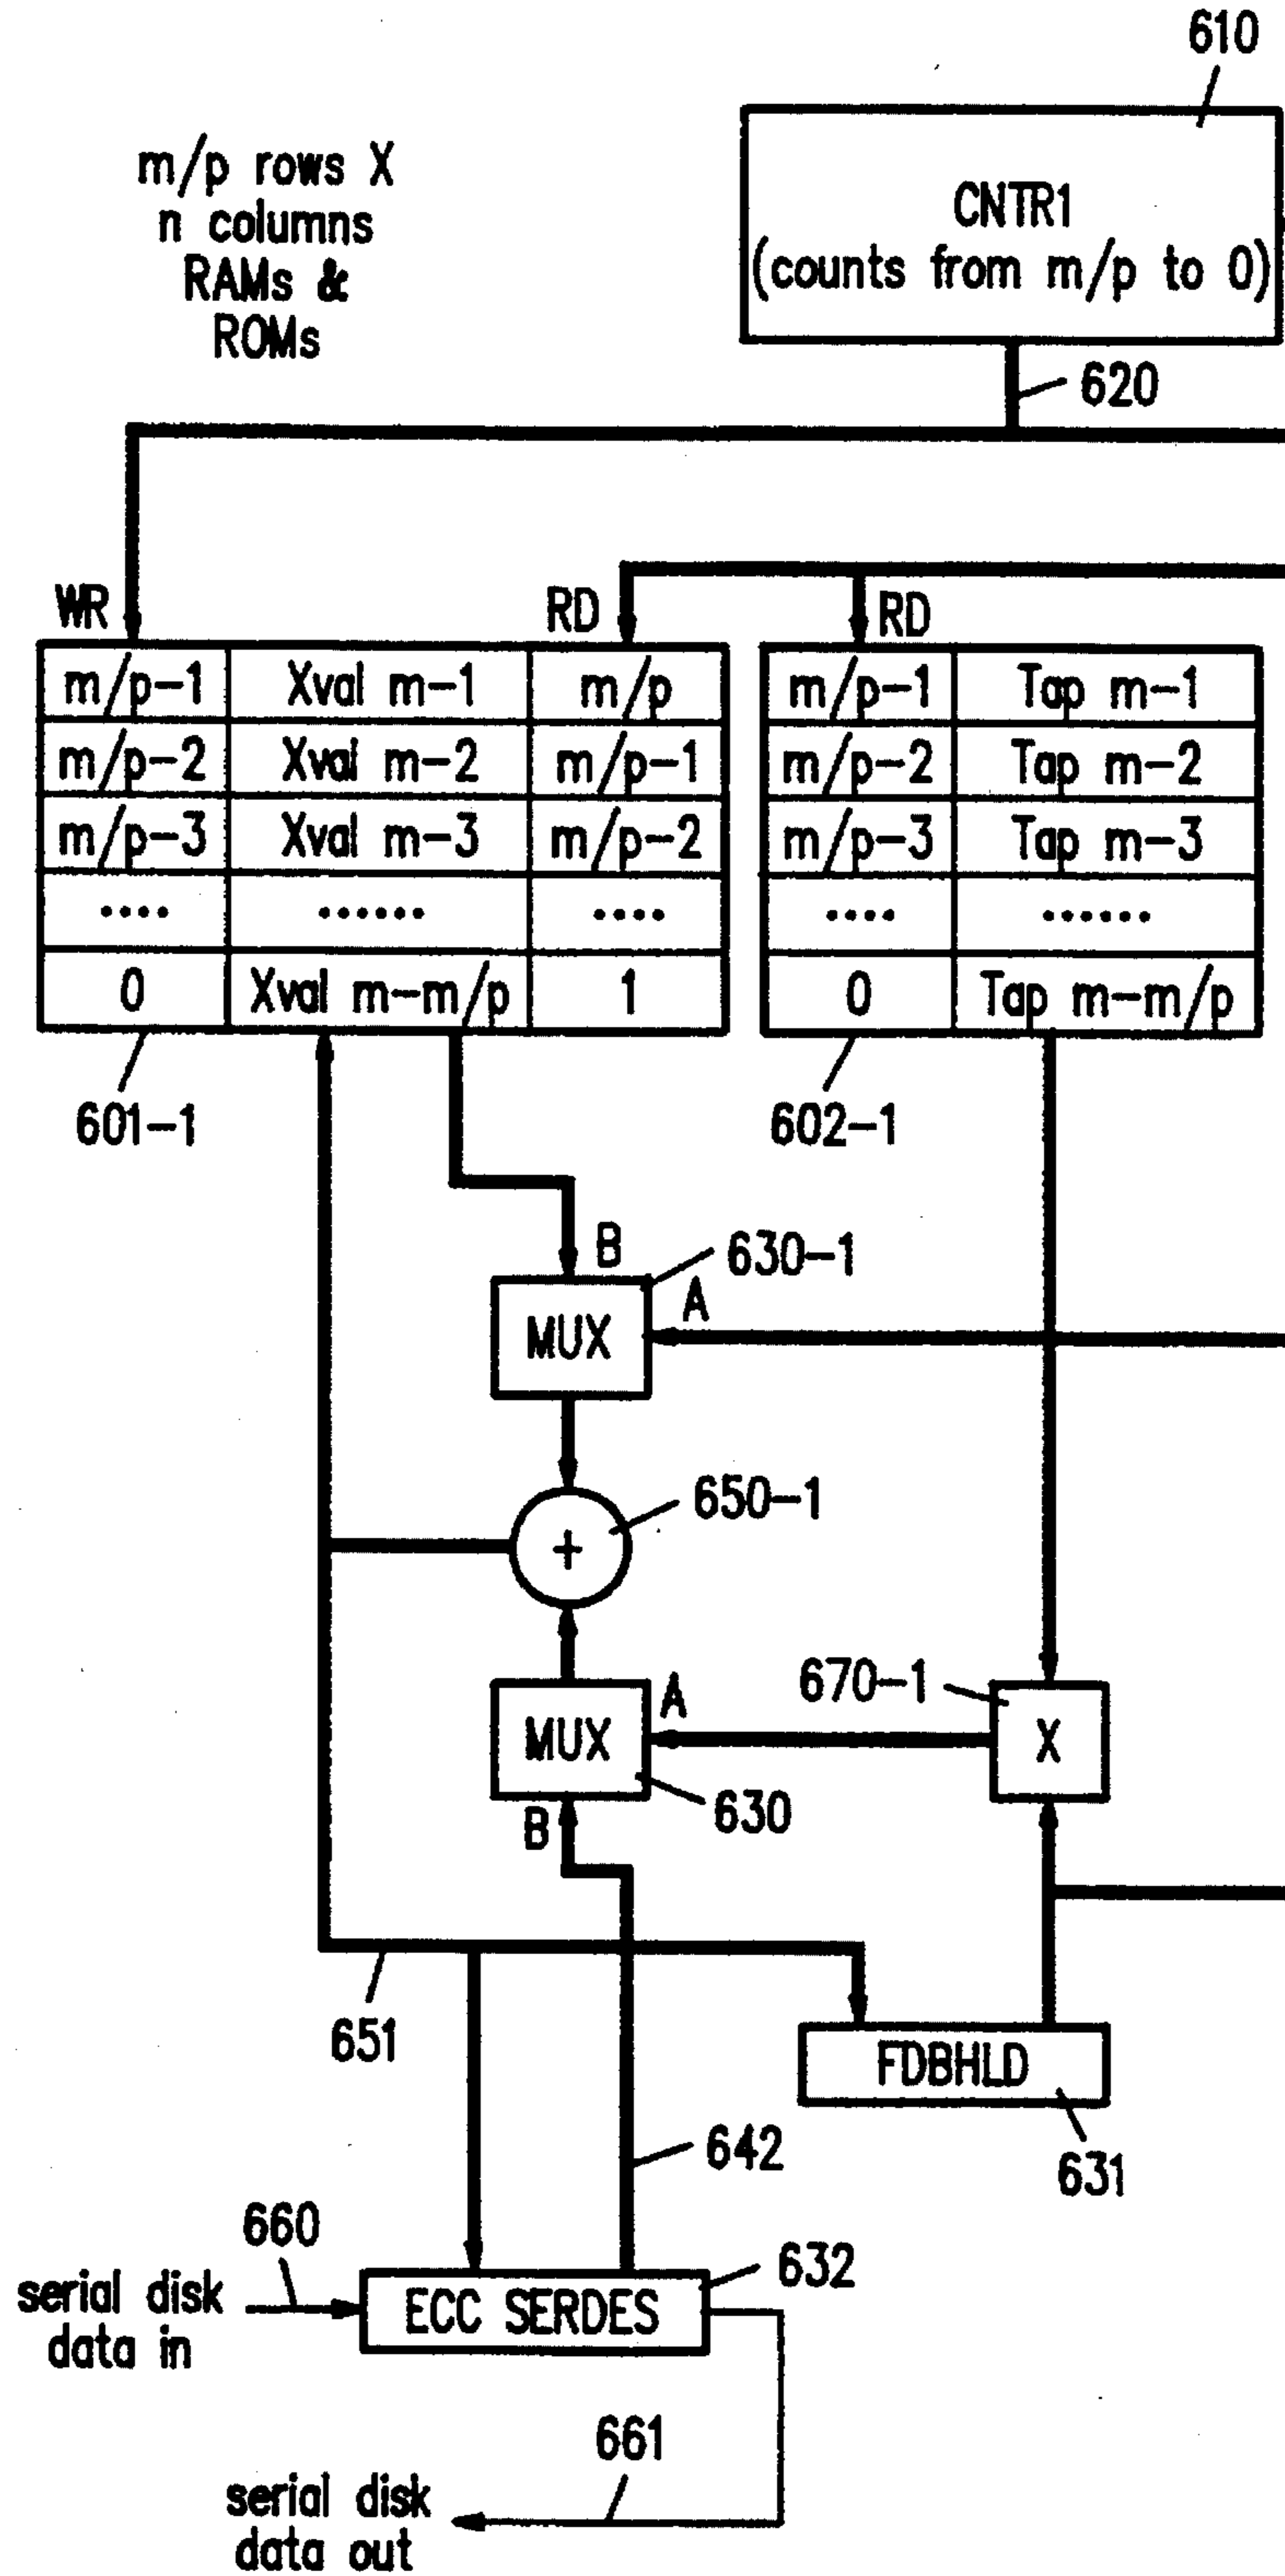 610
m/p rows X
n columns
RAMs &
ROMs
CNTR1
(counts from m/p to 0)
620
WR RD RD
m/p-1 Xval m-1 m/p m/p-1 Tap m-1
m/p-2 Xval m-2 m/p-1 m/p-2 Tap m-2
m/p-3 Xval m-3 m/p-2 m/p-3 Tap m-3
.... ...... .... .... ......
0 Xval m-m/p 1 0 Tap m-m/p
601-1 602-1
B 630-1
A
MUX
650-1
+
670-1
A
MUX X
630
B
651
FDBHLD
642
631
660
632
serial disk
data in
ECC SERDES
661
serial disk
data out